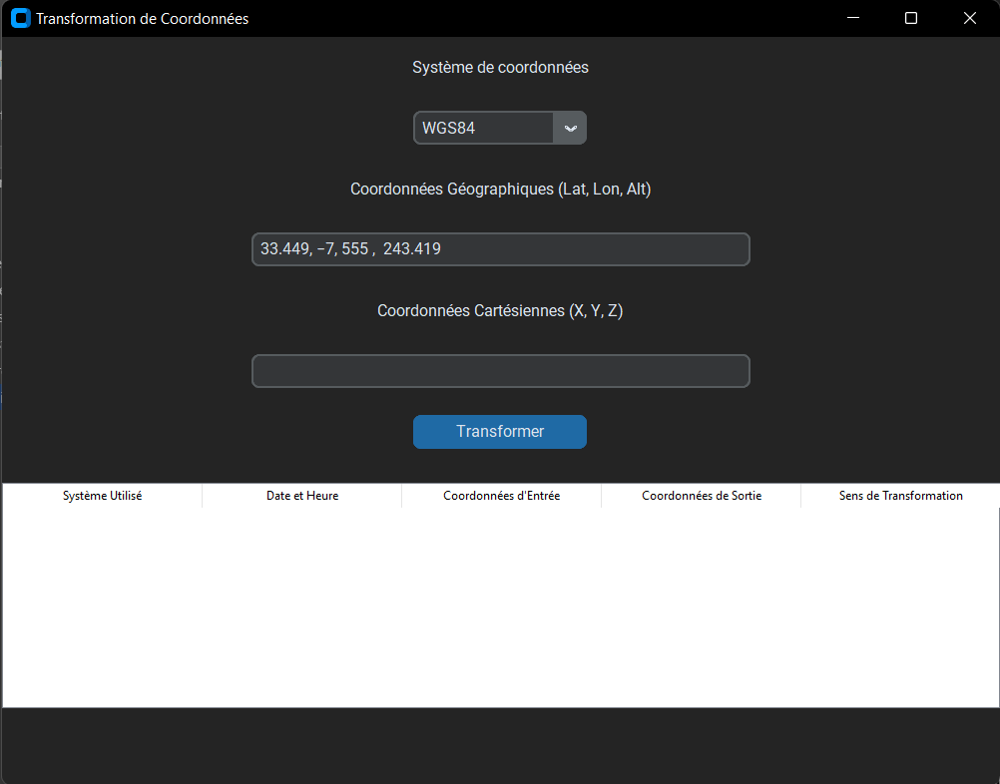 Transformation de Coordonnées
Système de coordonnées
WGS84
Coordonnées Géographiques (Lat, Lon, Alt)
33.449, −7, 555 ,  243.419
Coordonnées Cartésiennes (X, Y, Z)
Transformer
Système Utilisé Date et Heure Coordonnées d'Entrée Coordonnées de Sortie Sens de Transformation